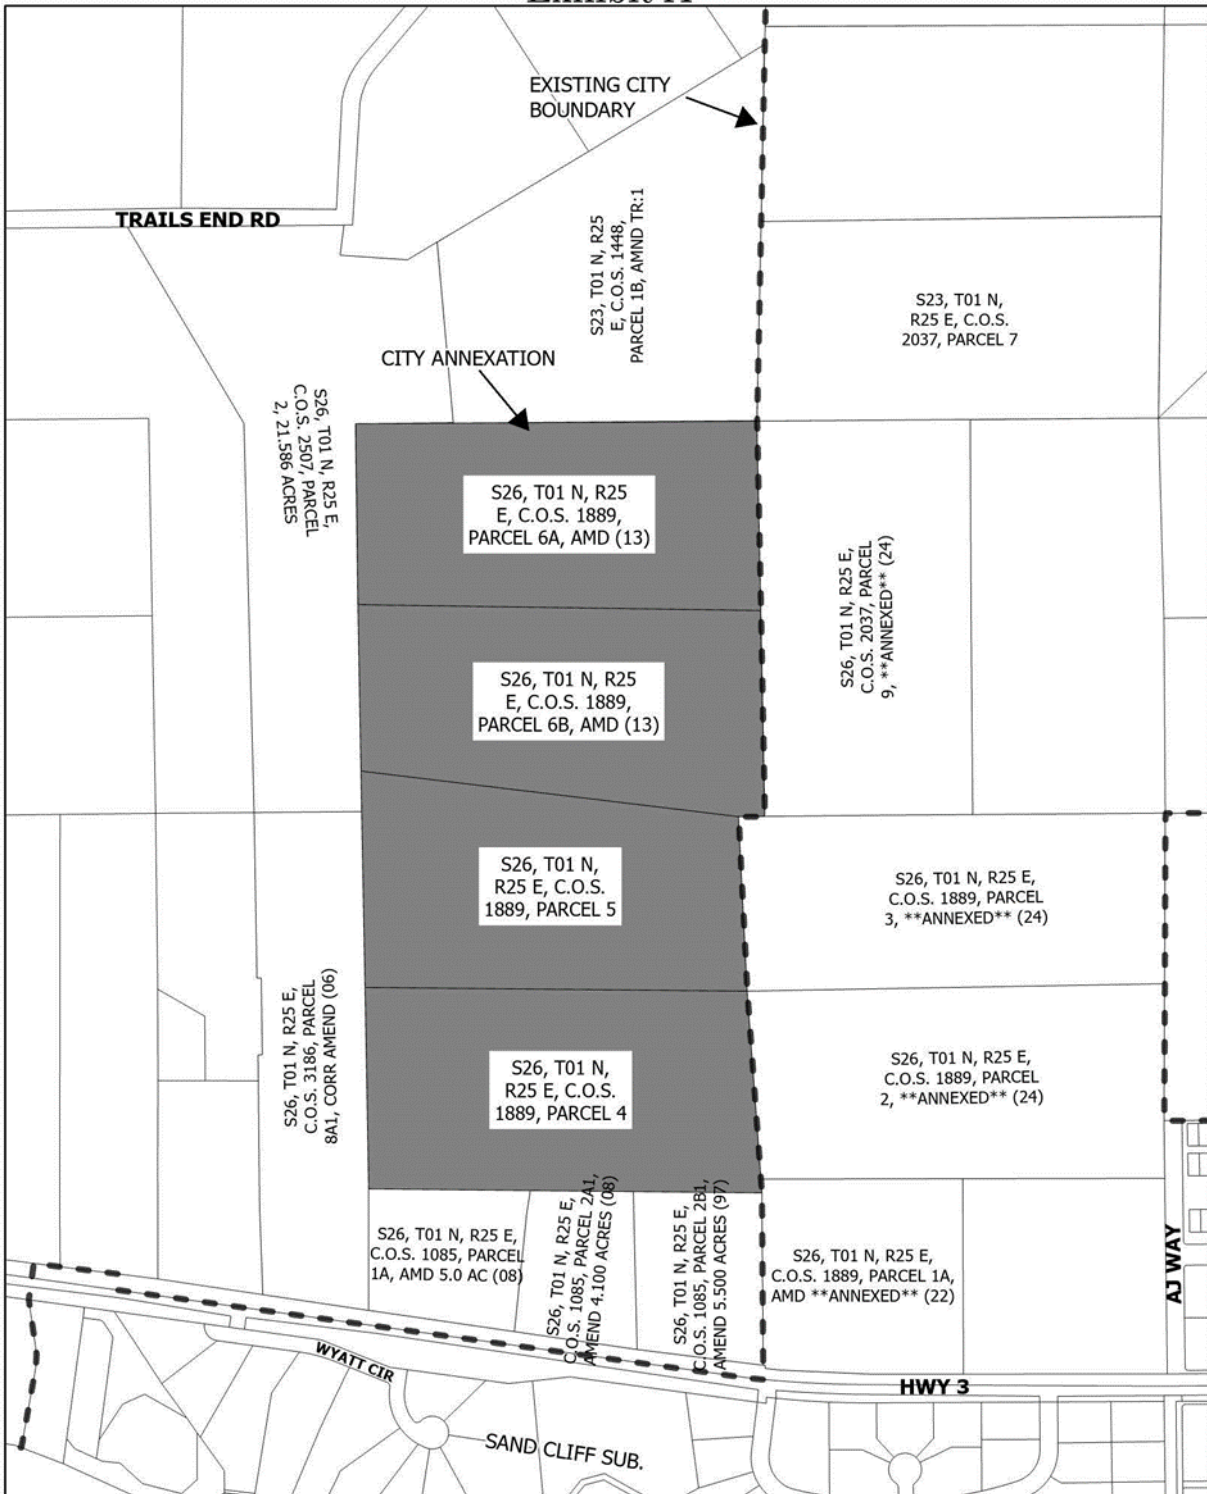 Exhibit A
EXISTING CITY
BOUNDARY
TRAILS END RD
S23, T01 N, R25
E, C.O.S. 1448,
PARCEL 1B, AMND TR:1
S23, T01 N,
R25 E, C.O.S.
2037, PARCEL 7
CITY ANNEXATION
S26, T01 N, R25 E,
C.O.S. 2507, PARCEL
2, 21.586 ACRES
S26, T01 N, R25
E, C.O.S. 1889,
PARCEL 6A, AMD (13)
S26, T01 N, R25 E,
C.O.S. 2037, PARCEL
9, **ANNEXED** (24)
S26, T01 N, R25
E, C.O.S. 1889,
PARCEL 6B, AMD (13)
S26, T01 N,
R25 E, C.O.S.
1889, PARCEL 5
S26, T01 N, R25 E,
C.O.S. 1889, PARCEL
3, **ANNEXED** (24)
S26, T01 N, R25 E,
C.O.S. 3186, PARCEL
8A1, CORR AMEND (06)
S26, T01 N,
R25 E, C.O.S.
1889, PARCEL 4
S26, T01 N, R25 E,
C.O.S. 1889, PARCEL
2, **ANNEXED** (24)
S26, T01 N, R25 E,
C.O.S. 1085, PARCEL
1A, AMD 5.0 AC (08)
S26, T01 N, R25 E,
C.O.S. 1085, PARCEL 2A1,
AMEND 4.100 ACRES (08)
S26, T01 N, R25 E,
C.O.S. 1085, PARCEL 2B1,
AMEND 5.500 ACRES (97)
S26, T01 N, R25 E,
C.O.S. 1889, PARCEL 1A,
AMD **ANNEXED** (22)
AJ WAY
WYATT CIR
HWY 3
SAND CLIFF SUB.